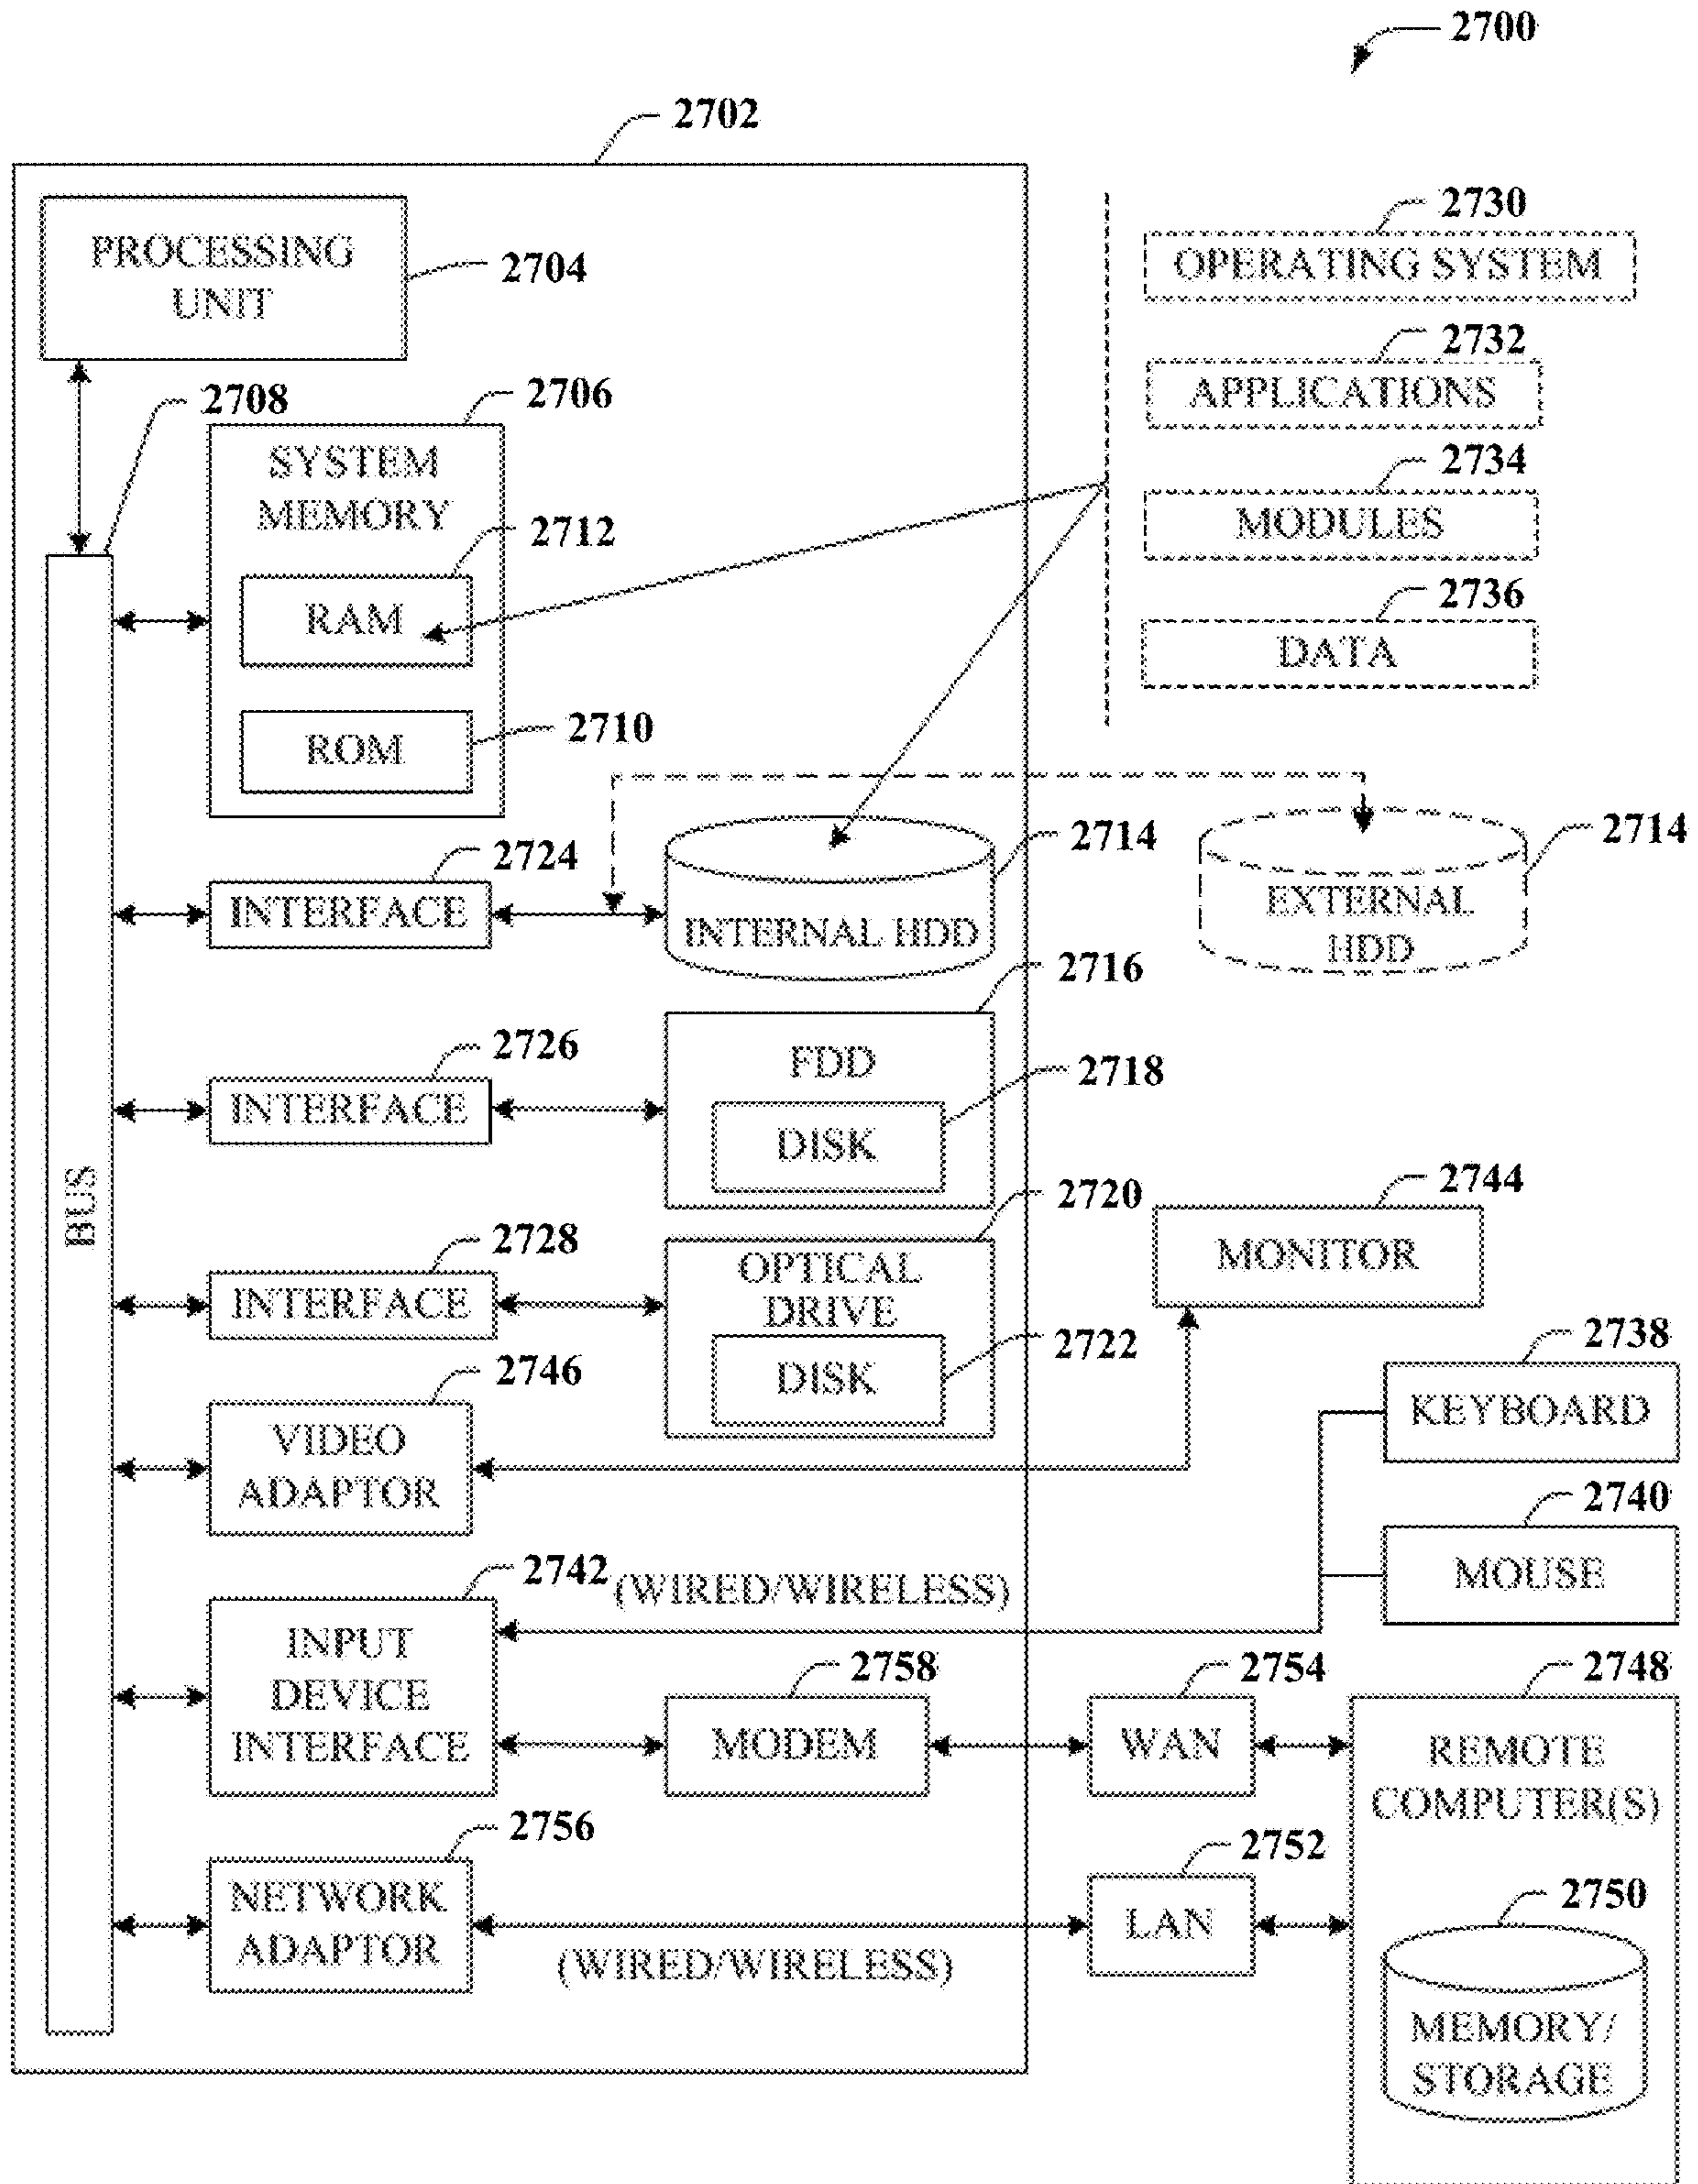 2700
2702
PROCESSING
UNIT
2704
2730
OPERATING SYSTEM
2732
APPLICATIONS
2734
MODULES
2736
DATA
2708
2706
SYSTEM
MEMORY
2712
RAM
2710
ROM
2724
INTERFACE
2714
INTERNAL HDD
2714
EXTERNAL
HDD
2726
INTERFACE
2716
FDD
2718
DISK
BUS
2728
INTERFACE
2720
OPTICAL
DRIVE
2722
DISK
2744
MONITOR
2738
KEYBOARD
2746
VIDEO
ADAPTOR
2740
MOUSE
2742
(WIRED/WIRELESS)
INPUT
DEVICE
INTERFACE
2758
MODEM
2754
WAN
2748
REMOTE
COMPUTER(S)
2756
NETWORK
ADAPTOR
(WIRED/WIRELESS)
2752
LAN
2750
MEMORY/
STORAGE